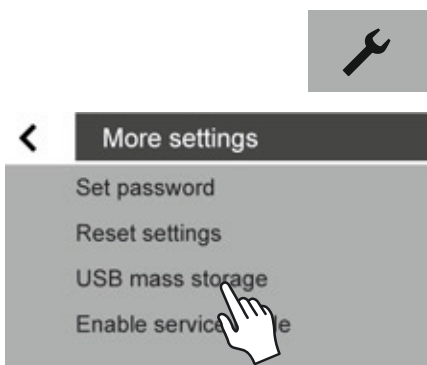 More settings
Set password
Reset settings
USB mass storage
Enable service